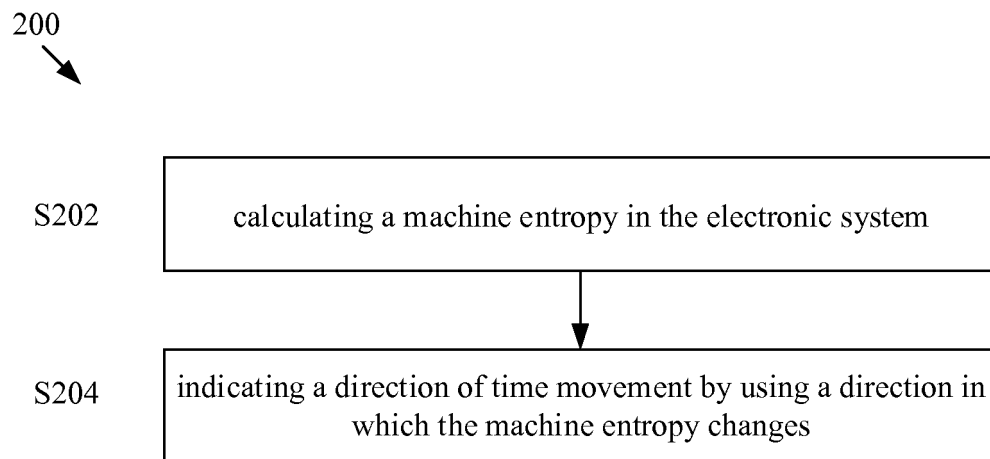 200
S202
calculating a machine entropy in the electronic system
S204
indicating a direction of time movement by using a direction in
which the machine entropy changes